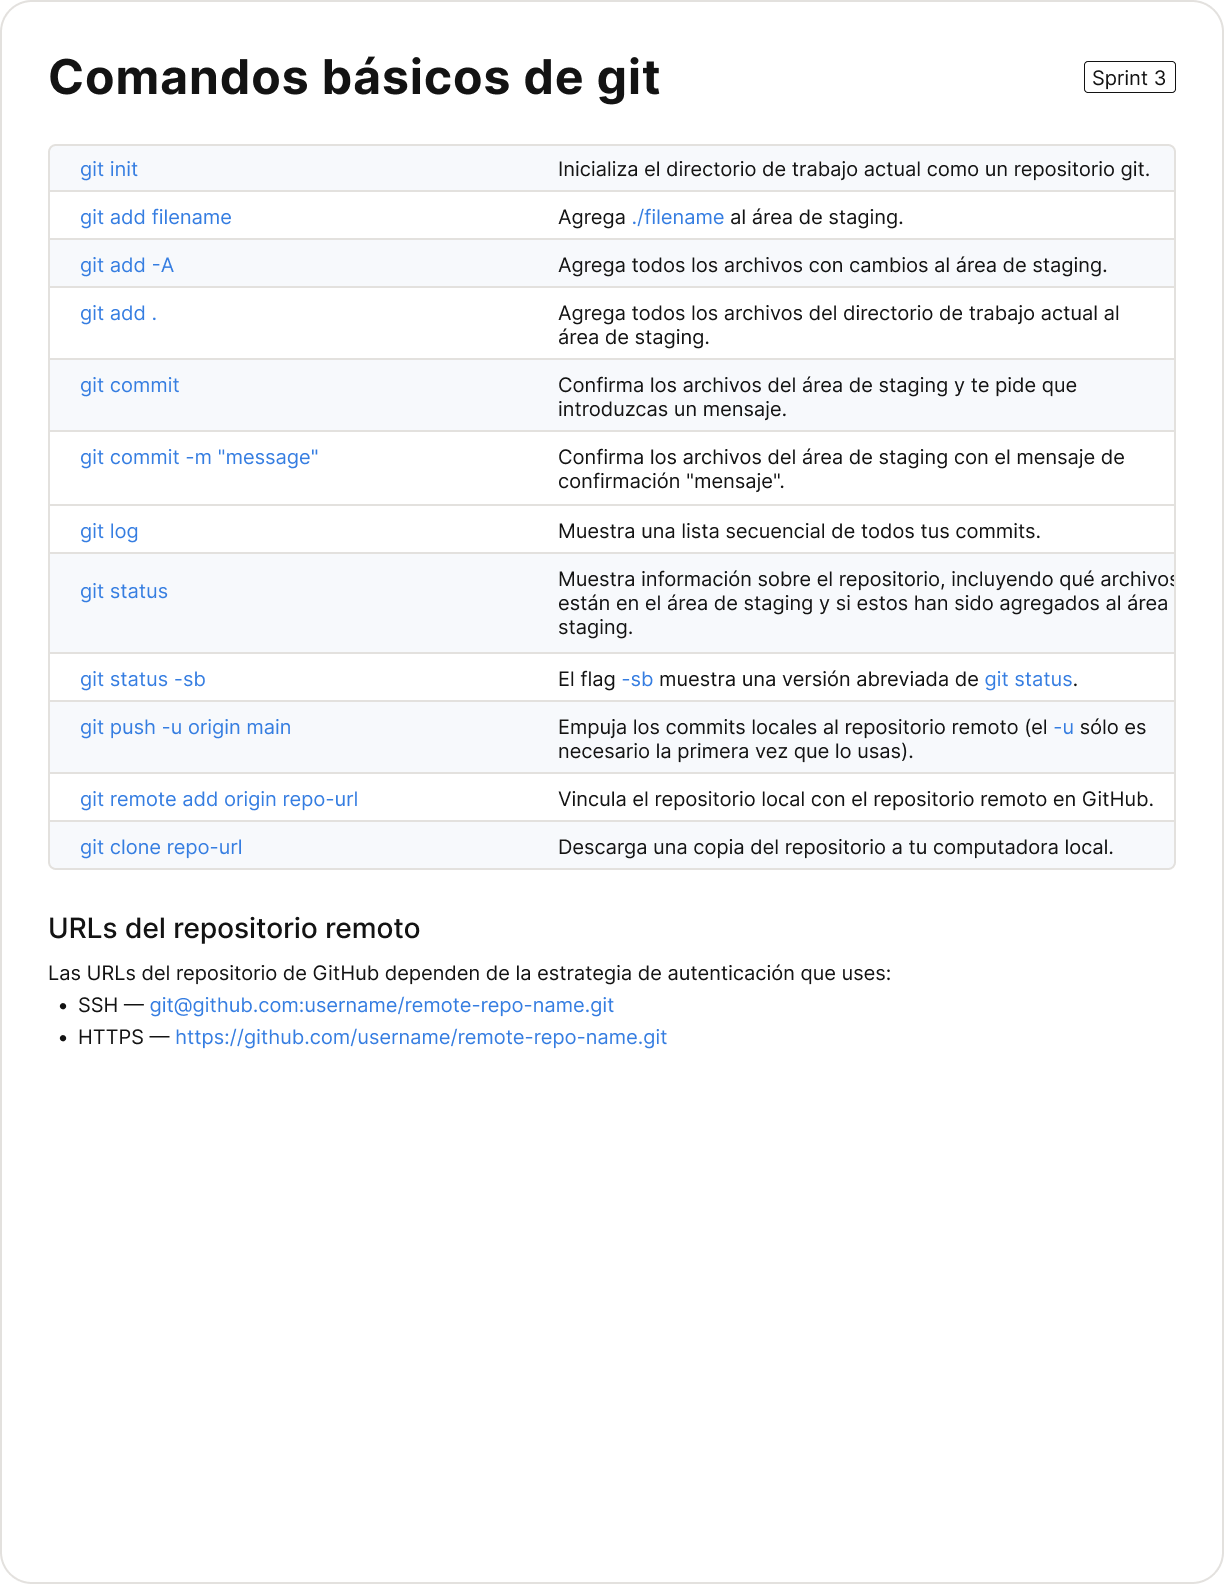 Comandos básicos de git
Sprint 3
git init
Inicializa el directorio de trabajo actual como un repositorio git.
git add filename
Agrega ./filename al área de staging.
git add -A
Agrega todos los archivos con cambios al área de staging.
git add .
Agrega todos los archivos del directorio de trabajo actual al
área de staging.
git commit
Confirma los archivos del área de staging y te pide que
introduzcas un mensaje.
git commit -m "message"
Confirma los archivos del área de staging con el mensaje de
confirmación "mensaje".
git log
Muestra una lista secuencial de todos tus commits.
git status
Muestra información sobre el repositorio, incluyendo qué archivos
están en el área de staging y si estos han sido agregados al área
staging.
git status -sb
El flag -sb muestra una versión abreviada de git status.
git push -u origin main
Empuja los commits locales al repositorio remoto (el -u sólo es
necesario la primera vez que lo usas).
git remote add origin repo-url
Vincula el repositorio local con el repositorio remoto en GitHub.
git clone repo-url
Descarga una copia del repositorio a tu computadora local.
URLs del repositorio remoto
Las URLs del repositorio de GitHub dependen de la estrategia de autenticación que uses:
• SSH — git@github.com:username/remote-repo-name.git
• HTTPS — https://github.com/username/remote-repo-name.git